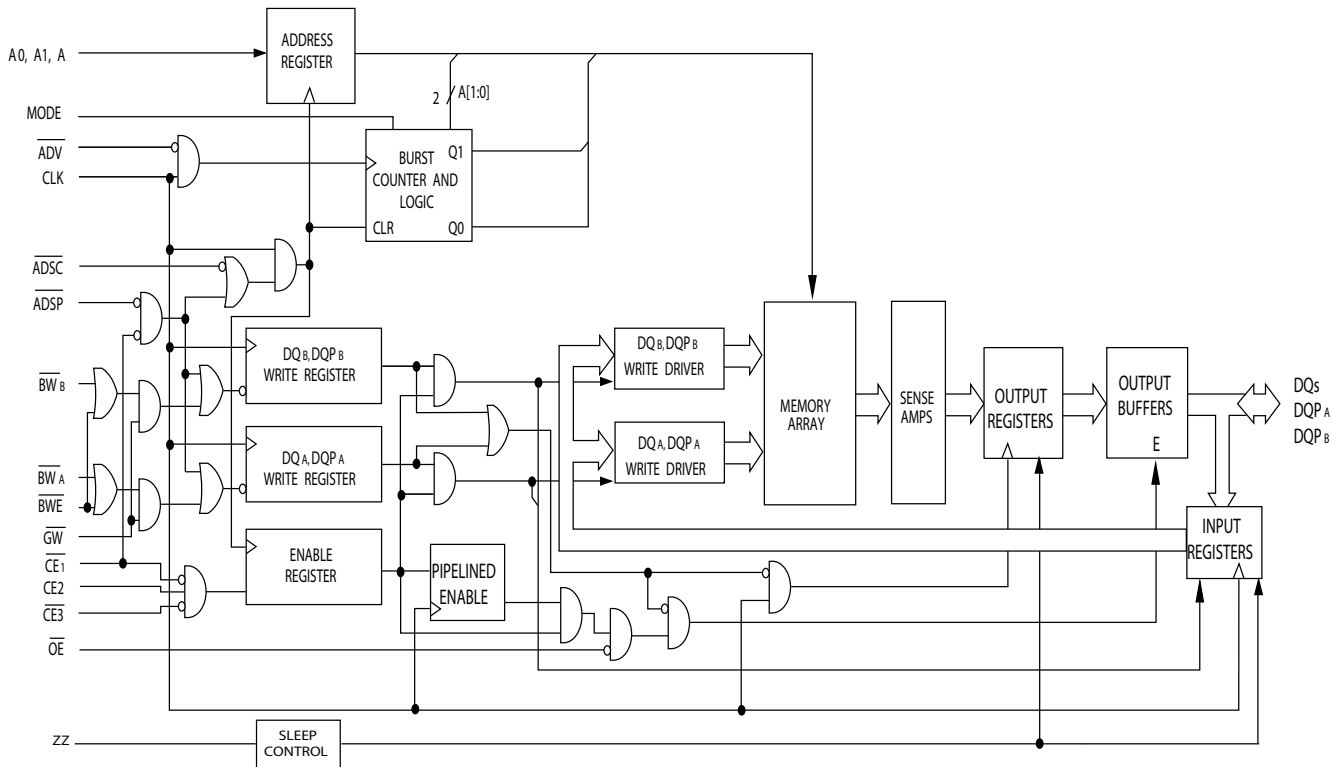 A0, A1, A
ADDRESS
REGISTER
2
A[1:0]
MODE
ADV
CLK
BURST
COUNTER AND
LOGIC
Q1
CLR
Q0
ADSC
ADSP
DQB, DQPB
WRITE REGISTER
DQB, DQPB
WRITE DRIVER
MEMORY
ARRAY
SENSE
AMPS
OUTPUT
REGISTERS
OUTPUT
BUFFERS
E
DQs
DQPA
DQPB
BWB
DQA, DQPA
WRITE REGISTER
DQA, DQPA
WRITE DRIVER
BWA
BWE
GW
CE1
CE2
CE3
ENABLE
REGISTER
PIPELINED
ENABLE
INPUT
REGISTERS
OE
ZZ
SLEEP
CONTROL